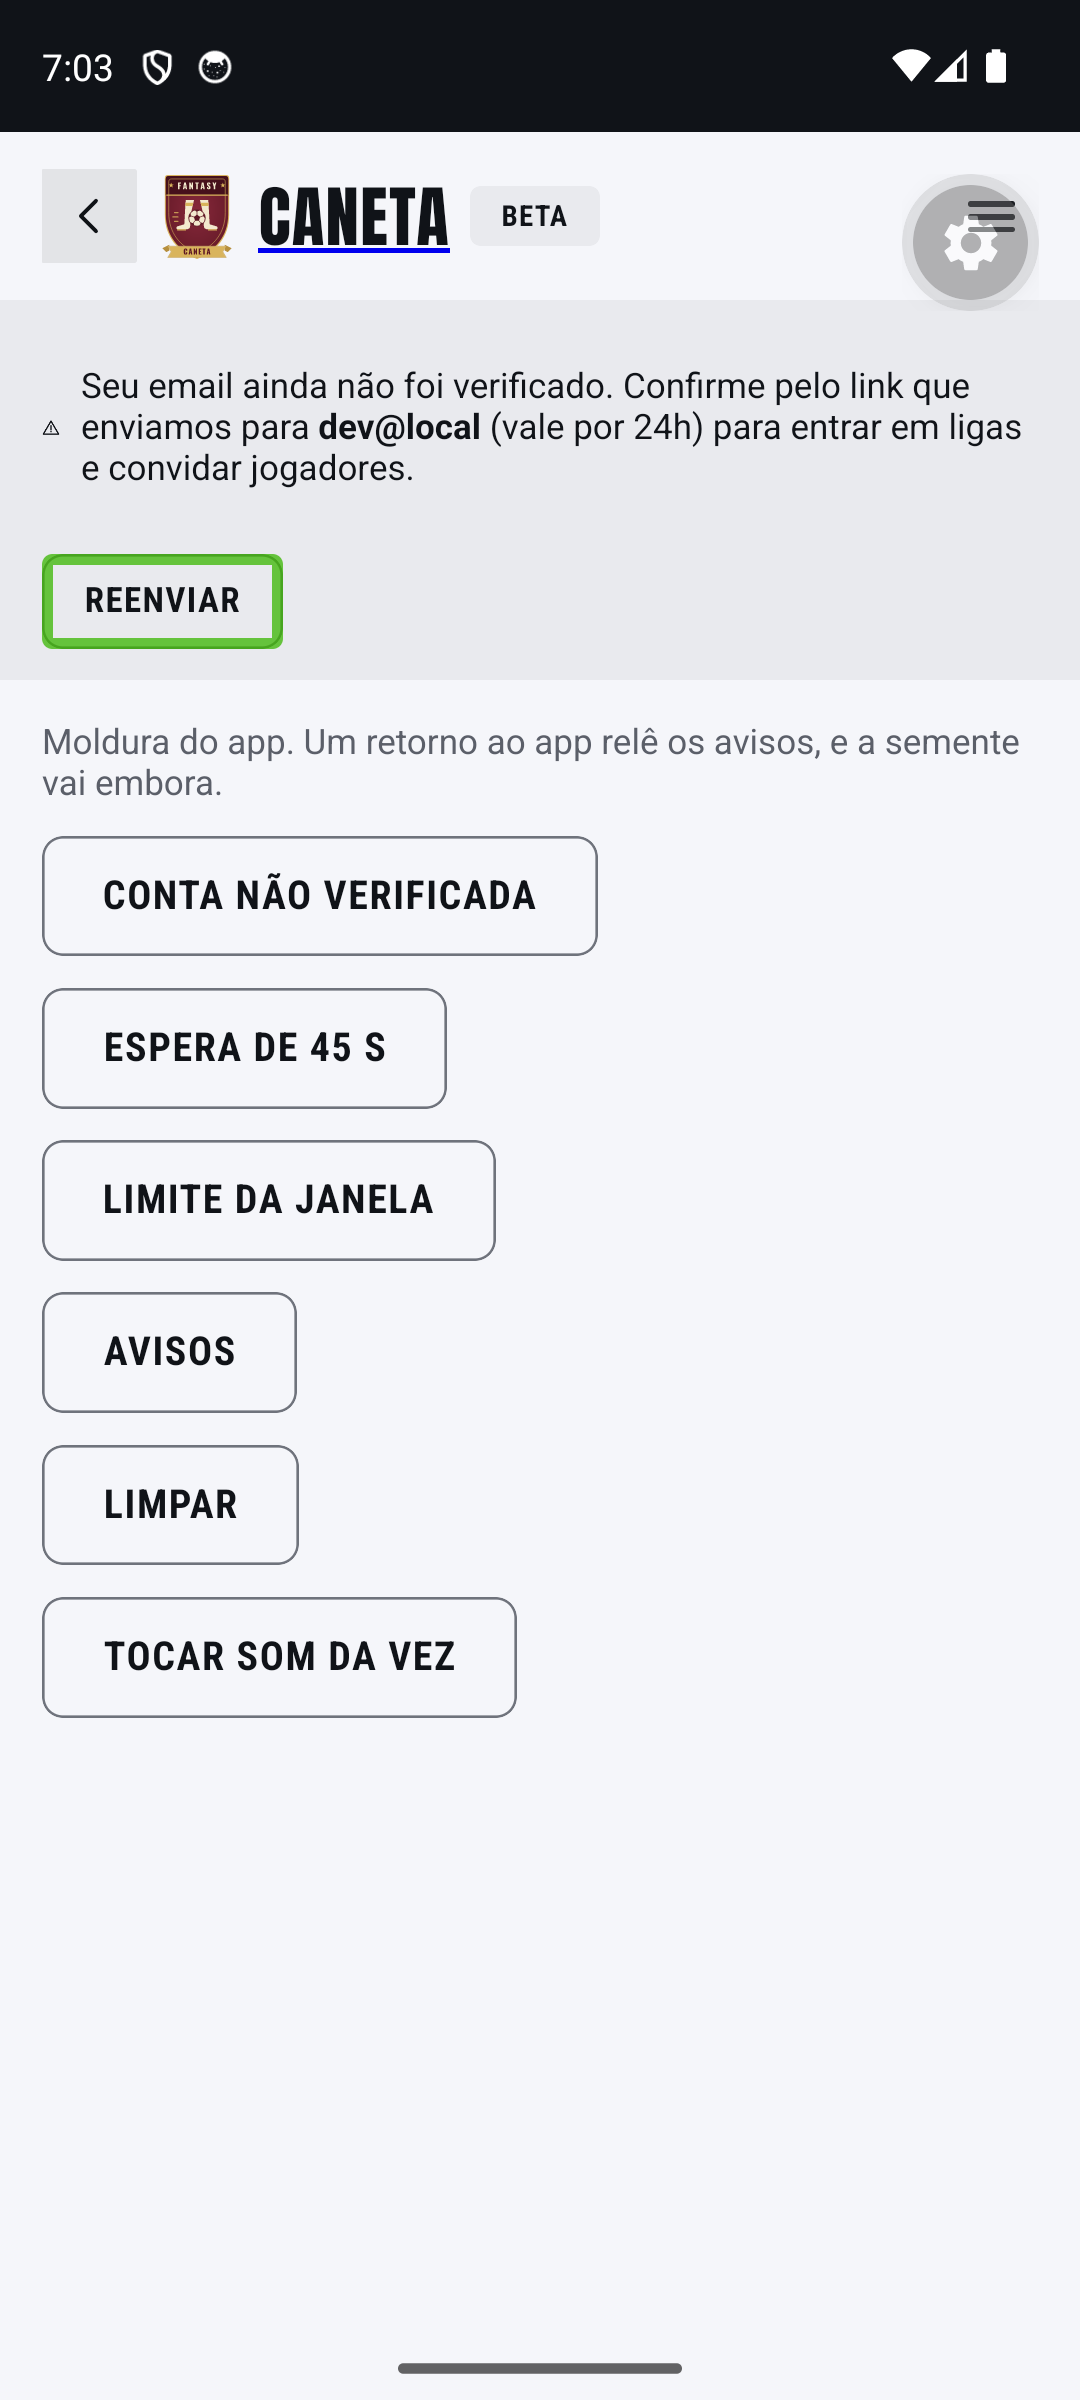 7:03
FANTASY
CANETA
CANETA
BETA
Seu email ainda não foi verificado. Confirme pelo link que
enviamos para dev@local (vale por 24h) para entrar em ligas
e convidar jogadores.
REENVIAR
Moldura do app. Um retorno ao app relê os avisos, e a semente
vai embora.
CONTA NÃO VERIFICADA
ESPERA DE 45 S
LIMITE DA JANELA
AVISOS
LIMPAR
TOCAR SOM DA VEZ